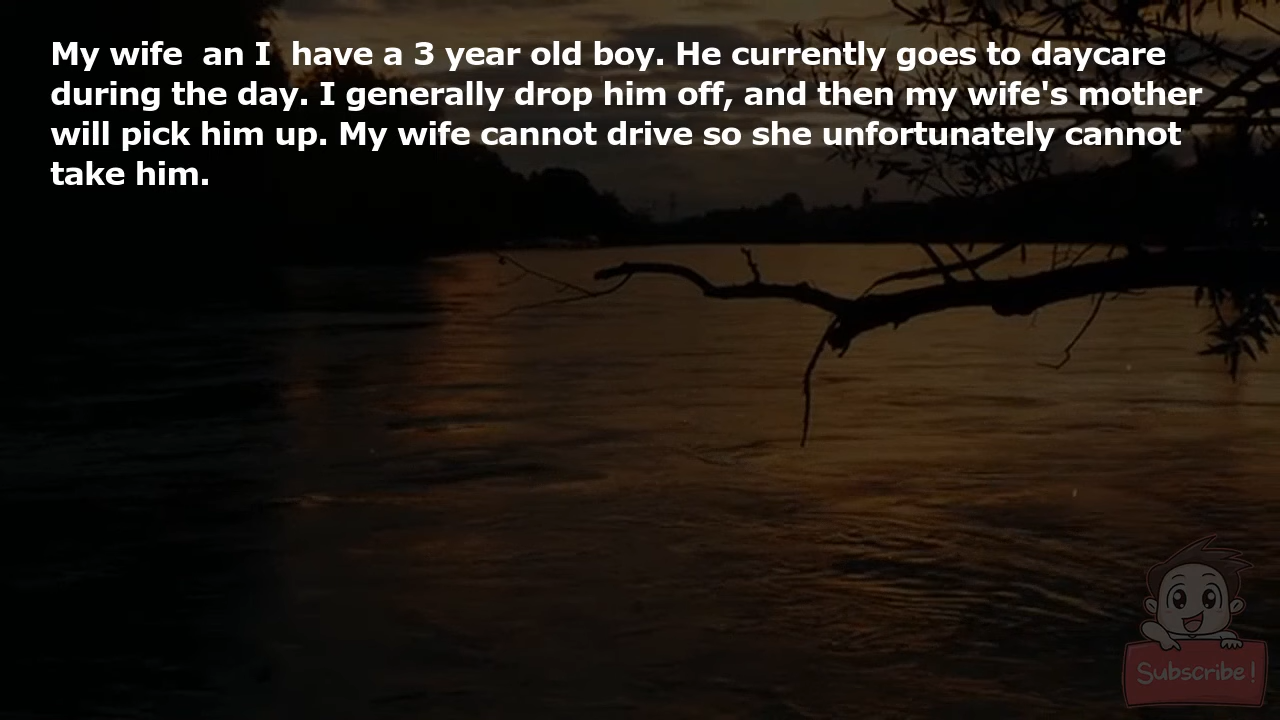 My wife  an I  have a 3 year old boy. He currently goes to daycare
during the day. I generally drop him off, and then my wife's mother
will pick him up. My wife cannot drive so she unfortunately cannot
take him.
Subscribe!